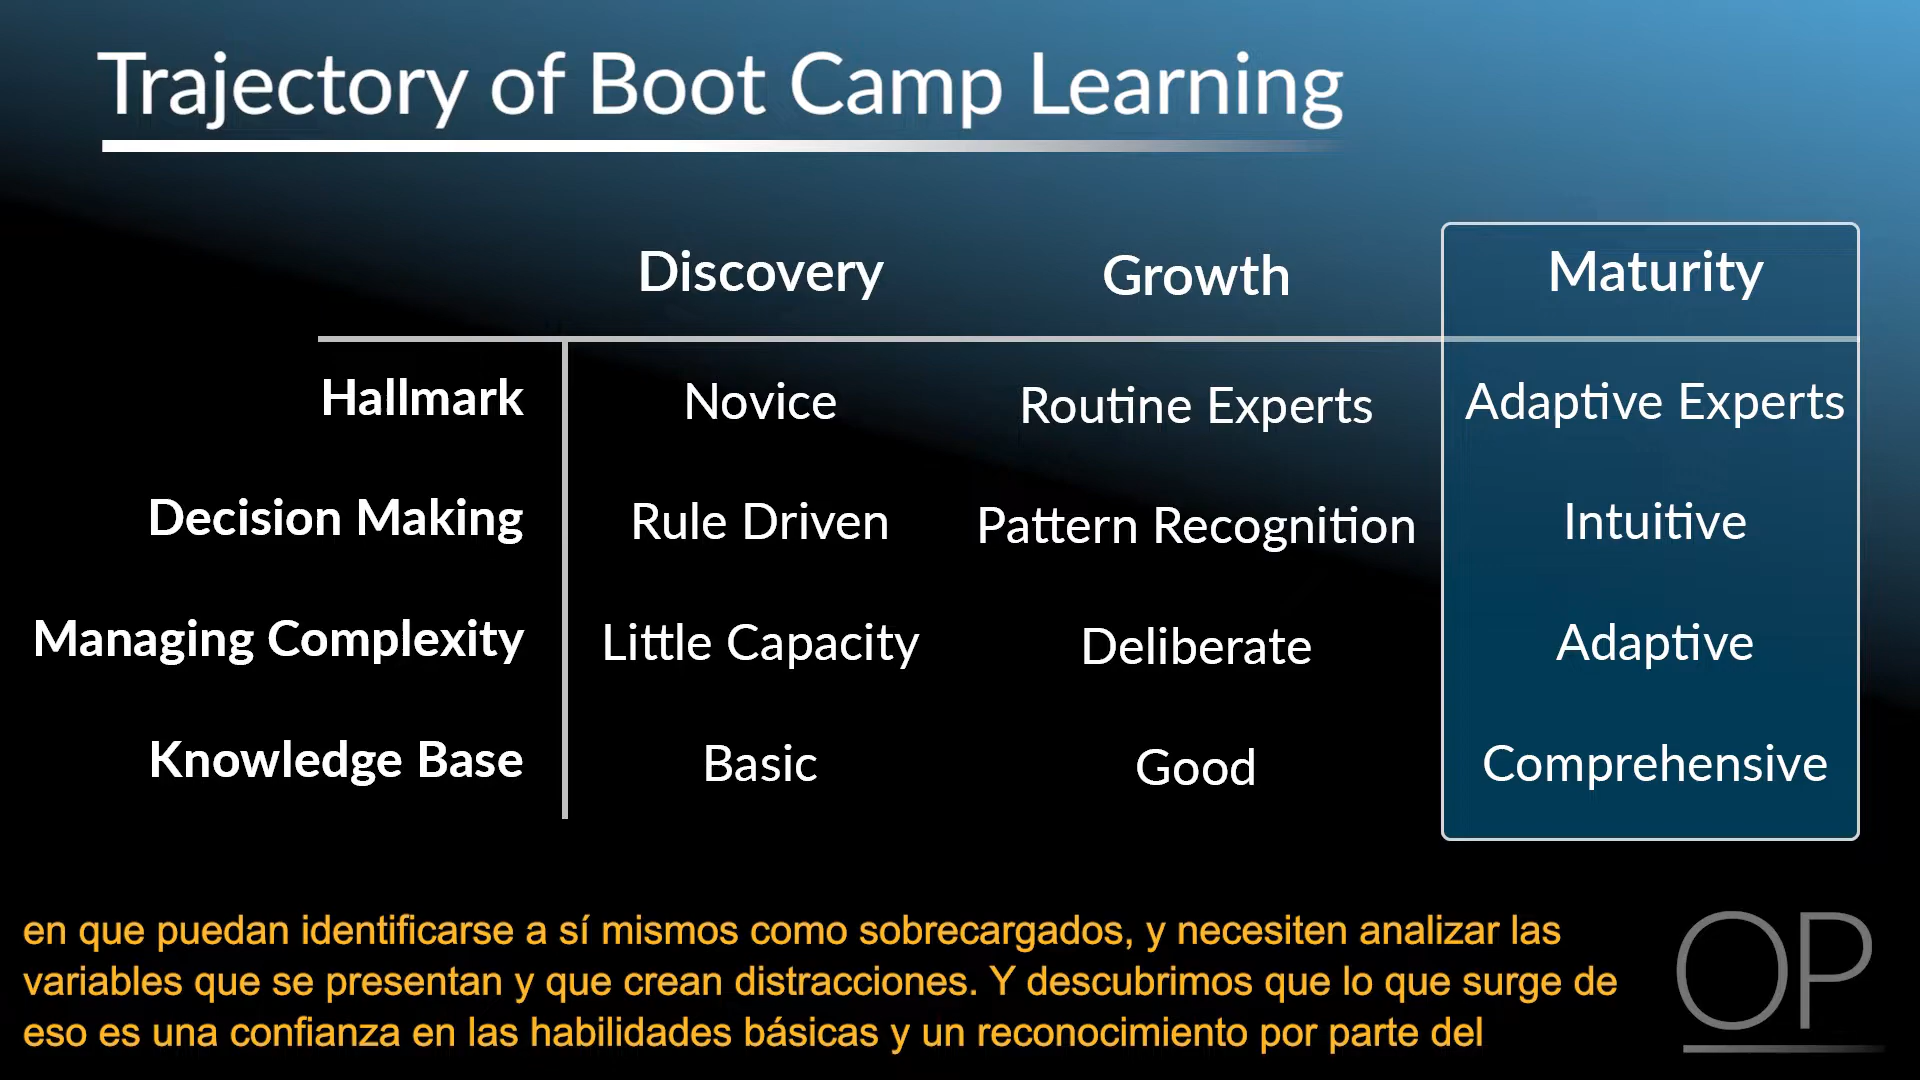 Trajectory of Boot Camp Learning
Discovery Growth Maturity
Hallmark Novice Routine Experts Adaptive Experts
Decision Making Rule Driven Pattern Recognition Intuitive
Managing Complexity Little Capacity Deliberate Adaptive
Knowledge Base Basic Good Comprehensive
en que puedan identificarse a sí mismos como sobrecargados, y necesiten analizar las
variables que se presentan y que crean distracciones. Y descubrimos que lo que surge de
eso es una confianza en las habilidades básicas y un reconocimiento por parte del
OP